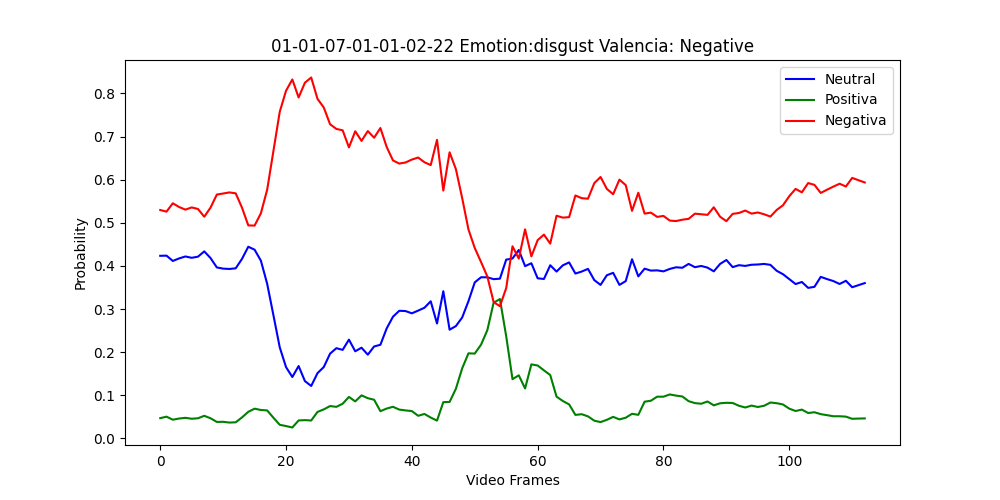 01-01-07-01-01-02-22 Emotion:disgust Valencia: Negative
Neutral
Positiva
Negativa
Probability
0.8
0.7
0.6
0.5
0.4
0.3
0.2
0.1
0.0
0 20 40 60 80 100
Video Frames